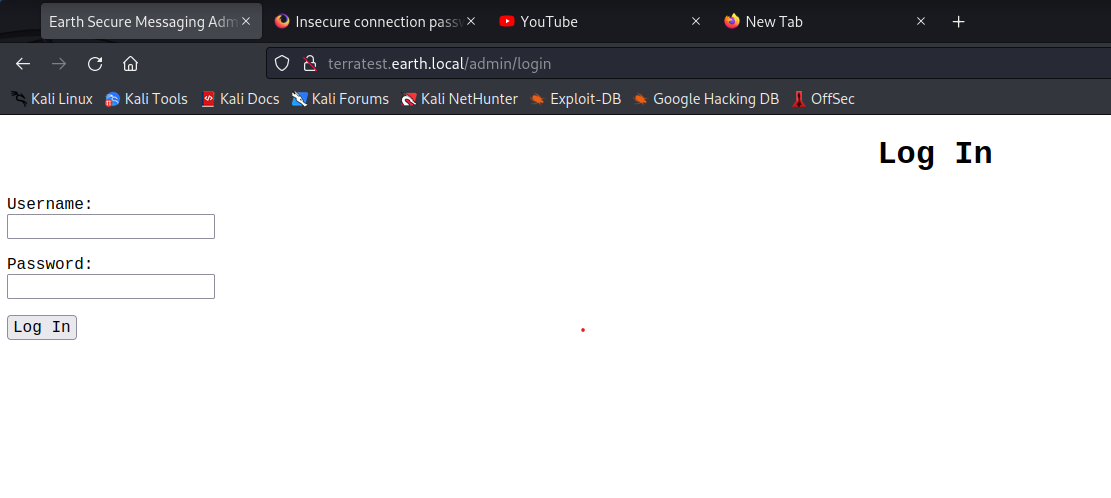 Earth Secure Messaging Adm
Insecure connection passw
YouTube
New Tab
terratest.earth.local/admin/login
Kali Linux
Kali Tools
Kali Docs
Kali Forums
Kali NetHunter
Exploit-DB
Google Hacking DB
OffSec
Log In
Username:
Password:
Log In